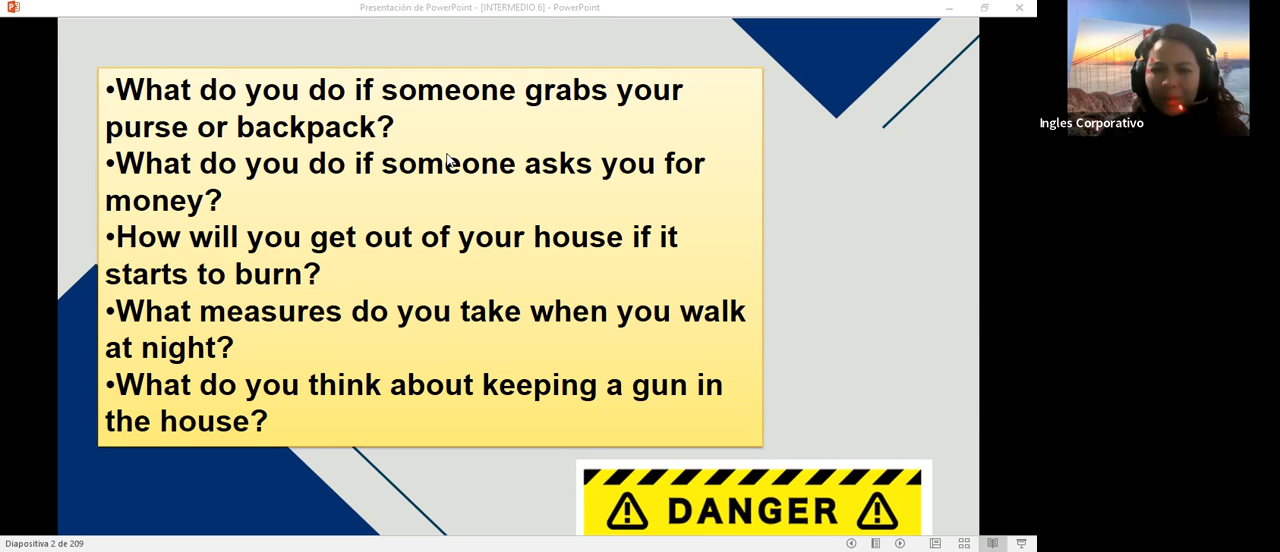 Presentación de PowerPoint - [INTERMEDIO 6] - PowerPoint
•What do you do if someone grabs your
purse or backpack?
•What do you do if someone asks you for
money?
•How will you get out of your house if it
starts to burn?
•What measures do you take when you walk
at night?
•What do you think about keeping a gun in
the house?
DANGER
Ingles Corporativo
Diapositiva 2 de 209